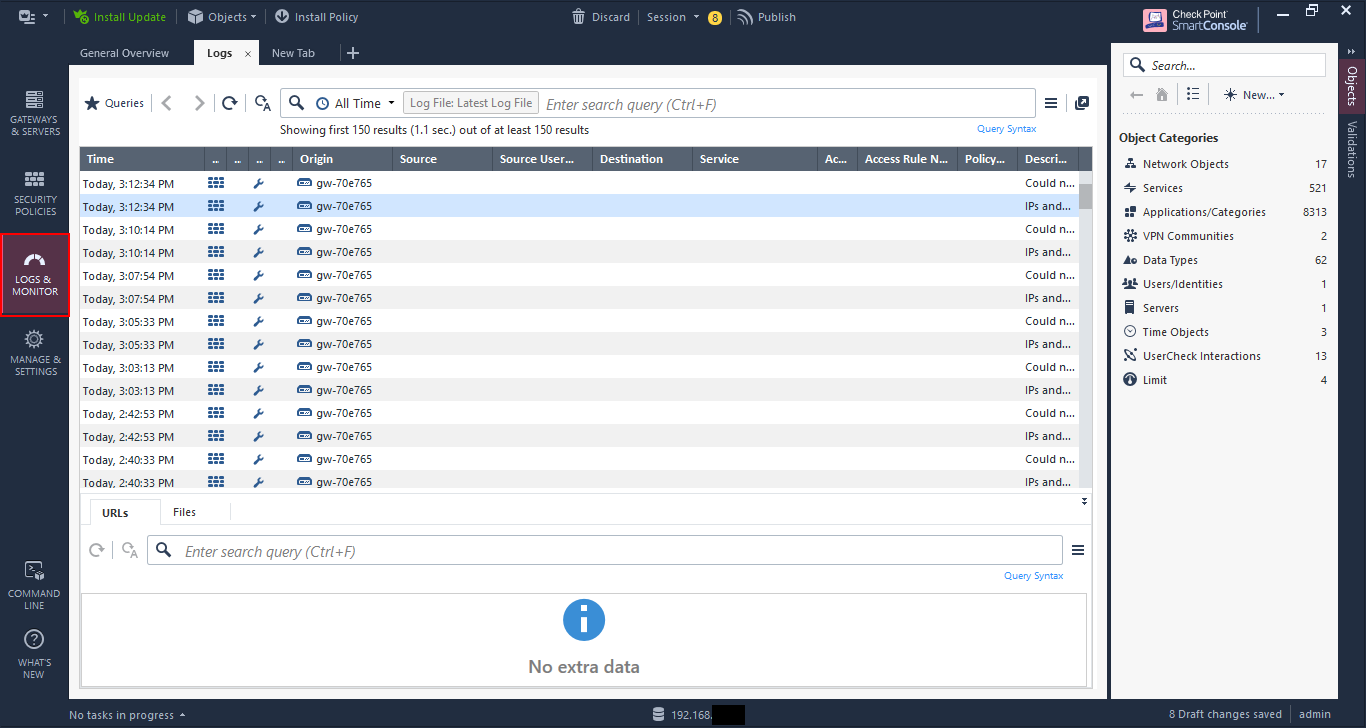 Install Update
Objects
Install Policy
Discard
Session
8
Publish
Check Point
SmartConsole
General Overview
Logs
New Tab
GATEWAYS
& SERVERS
SECURITY
POLICIES
LOGS &
MONITOR
MANAGE &
SETTINGS
COMMAND
LINE
WHAT'S
NEW
Queries
All Time
Log File: Latest Log File
Enter search query (Ctrl+F)
Showing first 150 results (1.1 sec.) out of at least 150 results
Query Syntax
Time ... ... ... ... Origin Source Source User... Destination Service Ac... Access Rule N... Policy... Descri...
Today, 3:12:34 PM gw-70e765 Could n...
Today, 3:12:34 PM gw-70e765 IPs and...
Today, 3:10:14 PM gw-70e765 Could n...
Today, 3:10:14 PM gw-70e765 IPs and...
Today, 3:07:54 PM gw-70e765 Could n...
Today, 3:07:54 PM gw-70e765 IPs and...
Today, 3:05:33 PM gw-70e765 Could n...
Today, 3:05:33 PM gw-70e765 IPs and...
Today, 3:03:13 PM gw-70e765 Could n...
Today, 3:03:13 PM gw-70e765 IPs and...
Today, 2:42:53 PM gw-70e765 Could n...
Today, 2:42:53 PM gw-70e765 IPs and...
Today, 2:40:33 PM gw-70e765 Could n...
Today, 2:40:33 PM gw-70e765 IPs and...
URLs
Files
Enter search query (Ctrl+F)
Query Syntax
No extra data
Search...
New...
Object Categories
Network Objects 17
Services 521
Applications/Categories 8313
VPN Communities 2
Data Types 62
Users/Identities 1
Servers 1
Time Objects 3
UserCheck Interactions 13
Limit 4
Objects
Validations
No tasks in progress
192.168.
8 Draft changes saved
admin